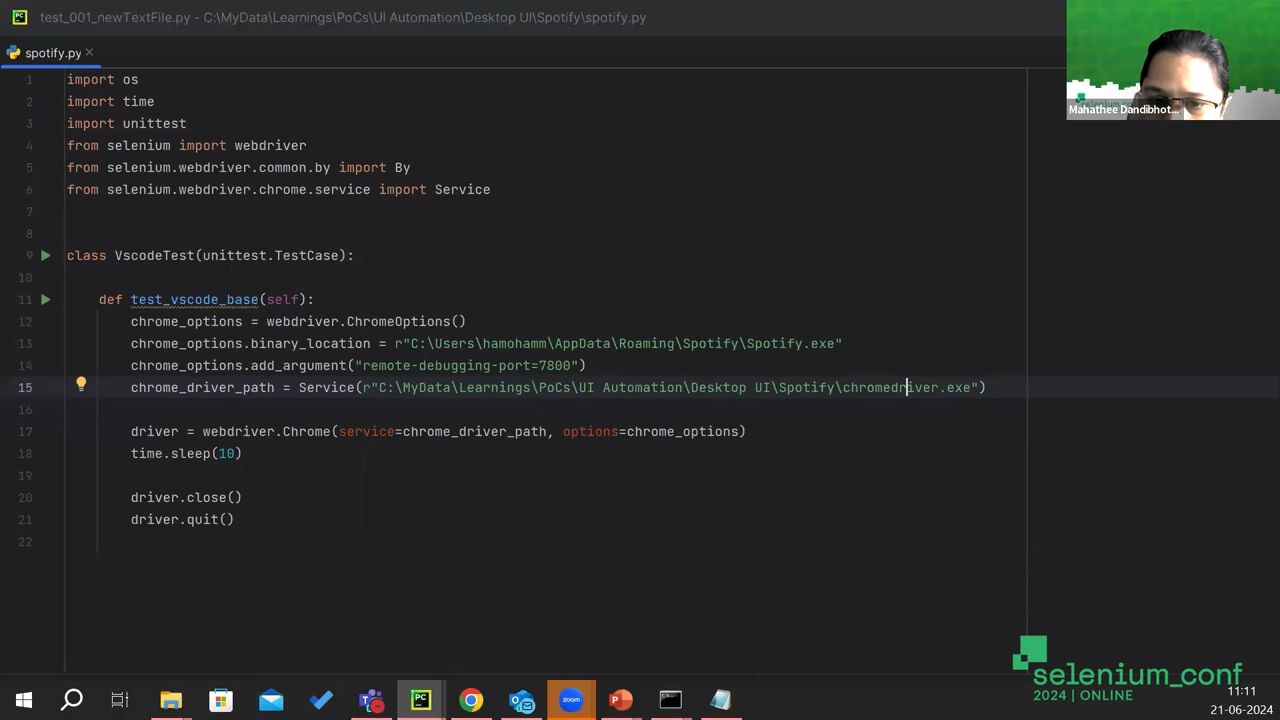 test_001_newTextFile.py - C:\MyData\Learnings\PoCs\UI Automation\Desktop UI\Spotify\spotify.py
spotify.py
1 import os
2 import time
3 import unittest
4 from selenium import webdriver
5 from selenium.webdriver.common.by import By
6 from selenium.webdriver.chrome.service import Service
7
8
9 class VscodeTest(unittest.TestCase):
10
11 def test_vscode_base(self):
12 chrome_options = webdriver.ChromeOptions()
13 chrome_options.binary_location = r"C:\Users\hamohamm\AppData\Roaming\Spotify\Spotify.exe"
14 chrome_options.add_argument("remote-debugging-port=7800")
15 chrome_driver_path = Service(r"C:\MyData\Learnings\PoCs\UI Automation\Desktop UI\Spotify\chromedriver.exe")
16
17 driver = webdriver.Chrome(service=chrome_driver_path, options=chrome_options)
18 time.sleep(10)
19
20 driver.close()
21 driver.quit()
22
Mahathee Dandibhot...
selenium_conf
2024 | ONLINE
PC
zoom
11:11
21-06-2024